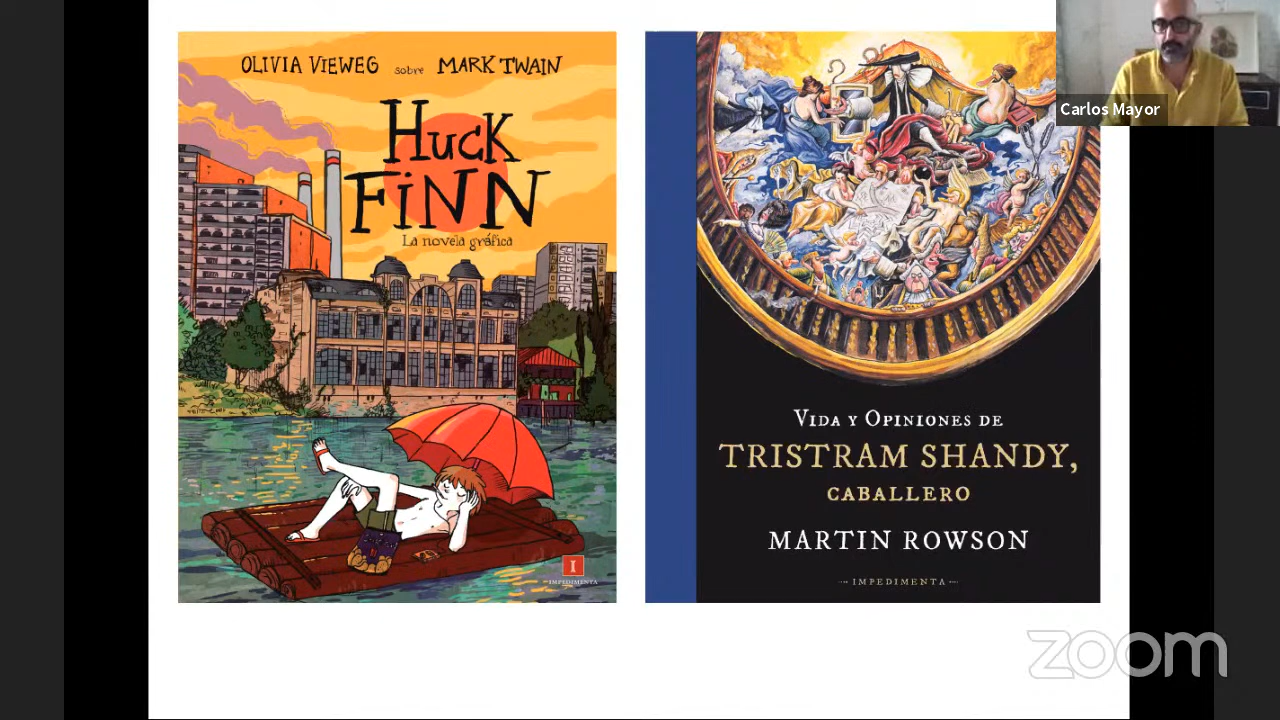 OLIVIA VIEWEG sobre MARK TWAIN
HUCK
FINN
La novela gráfica
IMPEDIMENTA
VIDA Y OPINIONES DE
TRISTRAM SHANDY,
CABALLERO
MARTIN ROWSON
IMPEDIMENTA
Carlos Mayor
zoom